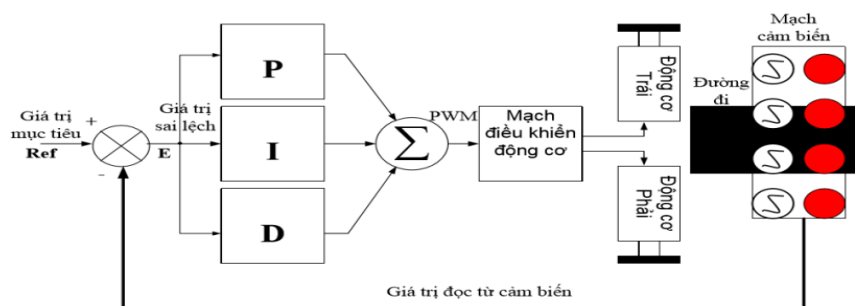 Mạch
cảm biến
P
Động cơ
Trái
Đường
đi
Giá trị
mục tiêu
Ref
+
-
Giá trị
sai lệch
E
I
Σ
PWM
Mạch
điều khiển
động cơ
D
Động cơ
Phải
Giá trị đọc từ cảm biến